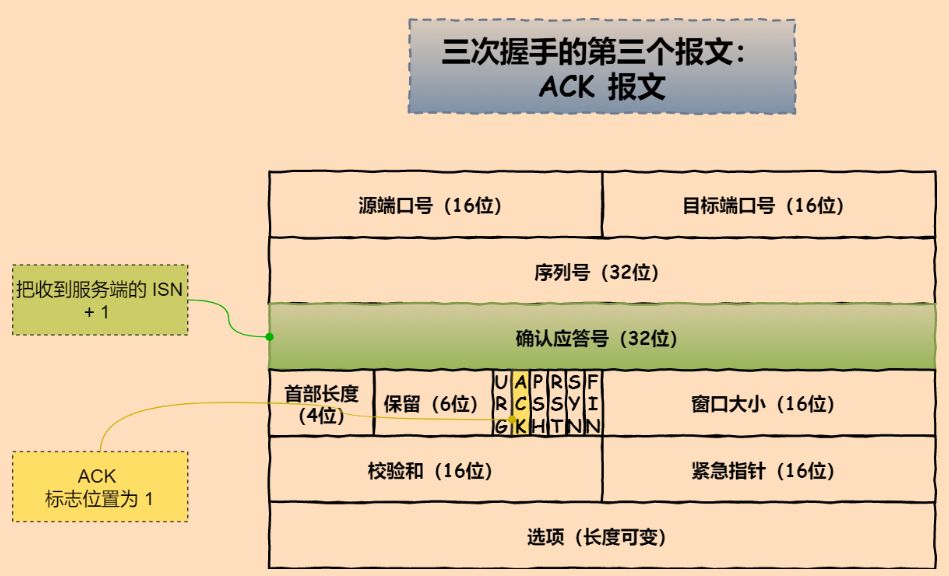 三次握手的第三个报文：
ACK 报文
源端口号（16位）
目标端口号（16位）
序列号（32位）
把收到服务端的 ISN
+ 1
确认应答号（32位）
首部长度
（4位）
保留（6位）
URG
ACK
PSH
RST
SYN
FIN
窗口大小（16位）
ACK
标志位置为 1
校验和（16位）
紧急指针（16位）
选项（长度可变）